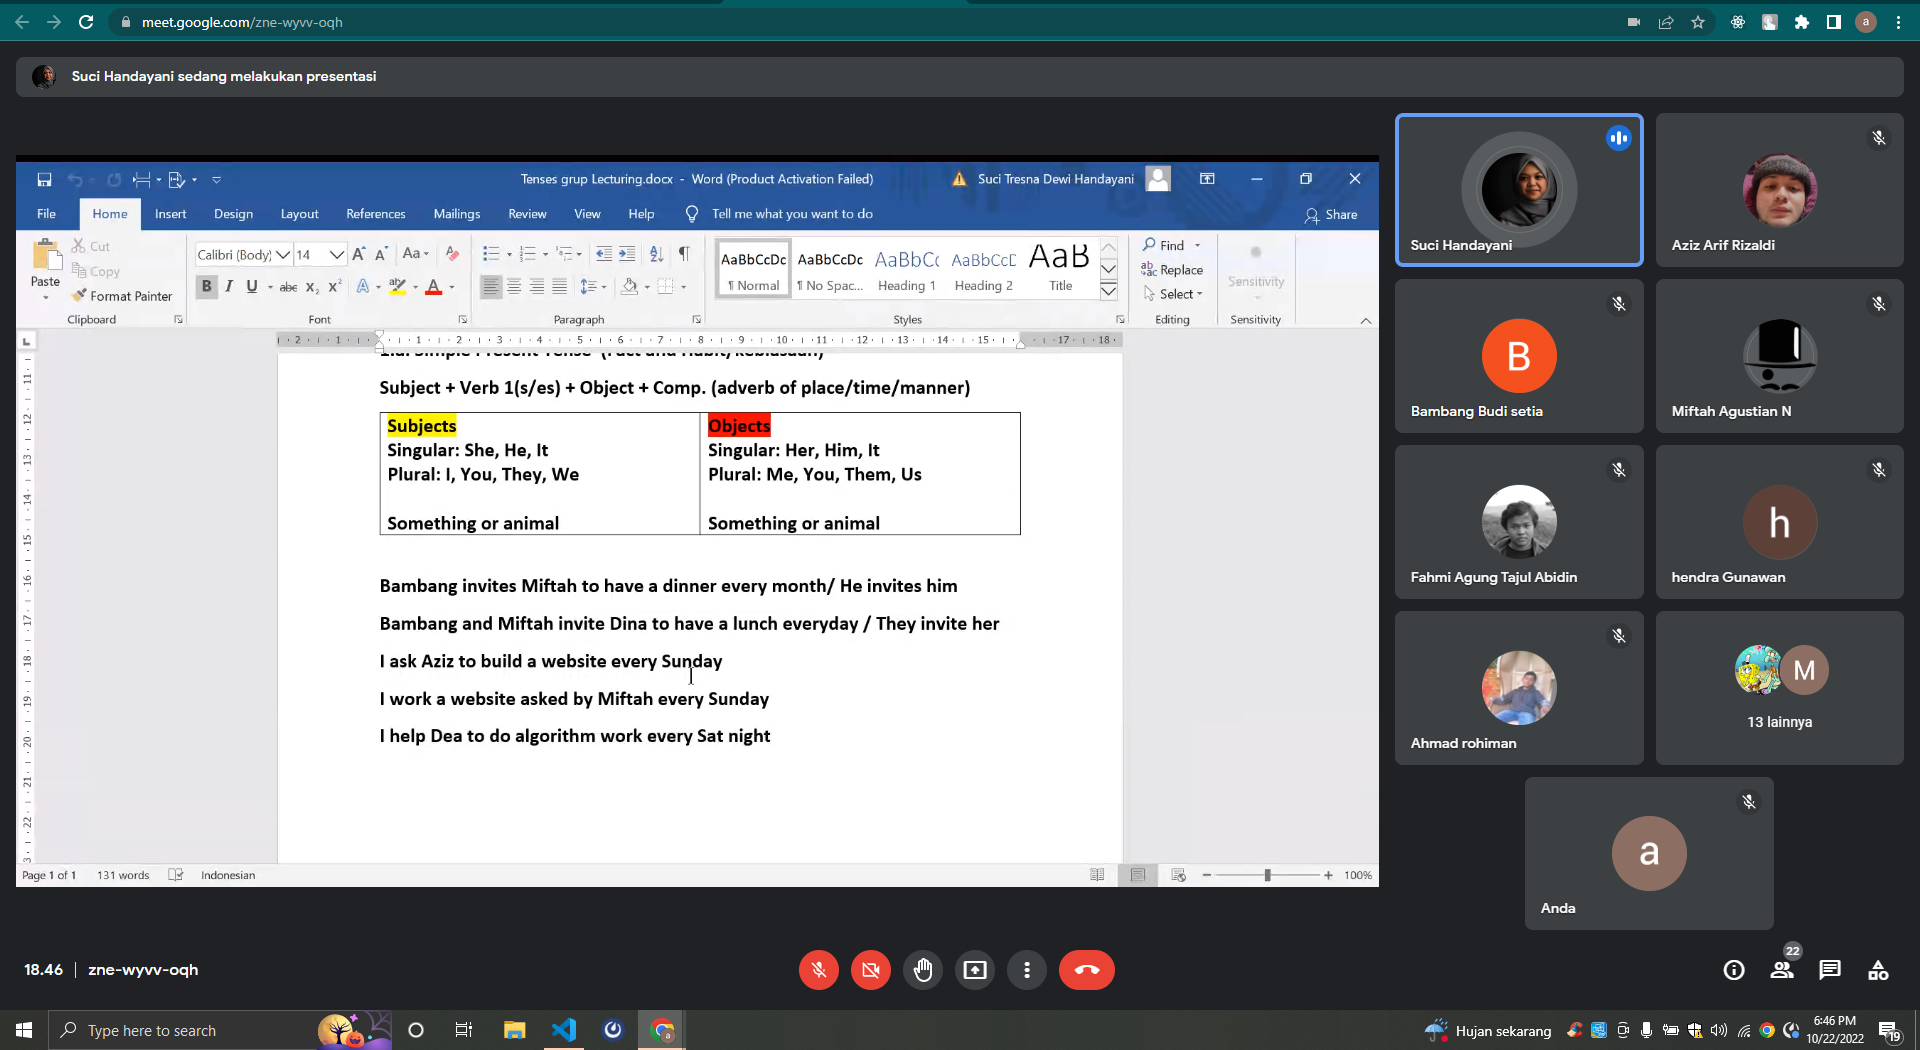 meet.google.com/zne-wyvv-oqh
a
Suci Handayani sedang melakukan presentasi
Tenses grup Lecturing.docx - Word (Product Activation Failed)
Suci Tresna Dewi Handayani
File Home Insert Design Layout References Mailings Review View Help Tell me what you want to do Share
Paste
Cut
Copy
Format Painter
Clipboard
Calibri (Body) 14
Font
Paragraph
AaBbCcDc AaBbCcDc AaBbCc AaBbCcC AaB
¶ Normal ¶ No Spac... Heading 1 Heading 2 Title
Styles
Find
Replace
Select
Editing
Sensitivity
Sensitivity
Simple Present Tense (Fact and Habit/ kebiasaan)
Subject + Verb 1(s/es) + Object + Comp. (adverb of place/time/manner)
Subjects
Singular: She, He, It
Plural: I, You, They, We
Something or animal
Objects
Singular: Her, Him, It
Plural: Me, You, Them, Us
Something or animal
Bambang invites Miftah to have a dinner every month/ He invites him
Bambang and Miftah invite Dina to have a lunch everyday / They invite her
I ask Aziz to build a website every Sunday
I work a website asked by Miftah every Sunday
I help Dea to do algorithm work every Sat night
Page 1 of 1 131 words Indonesian 100%
Suci Handayani
Aziz Arif Rizaldi
B
Bambang Budi setia
Miftah Agustian N
Fahmi Agung Tajul Abidin
h
hendra Gunawan
Ahmad rohiman
M
13 lainnya
a
Anda
18.46 | zne-wyvv-oqh
22
Type here to search
Hujan sekarang
6:46 PM
10/22/2022
19